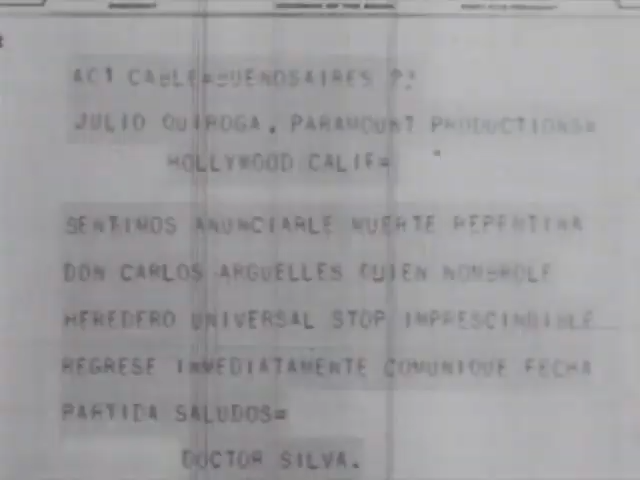 ACT CABLE=BUENOSAIRES
JULIO QUIROGA, PARAMOUNT PRODUCTIONS=
HOLLYWOOD CALIF=
SENTIMOS ANUNCIARLE MUERTE REPENTINA
DON CARLOS ARGUELLES QUIEN NOMBROLE
HEREDERO UNIVERSAL STOP IMPRESCINDIBLE
REGRESE INMEDIATAMENTE COMUNIQUE FECHA
PARTIDA SALUDOS=
DOCTOR SILVA.